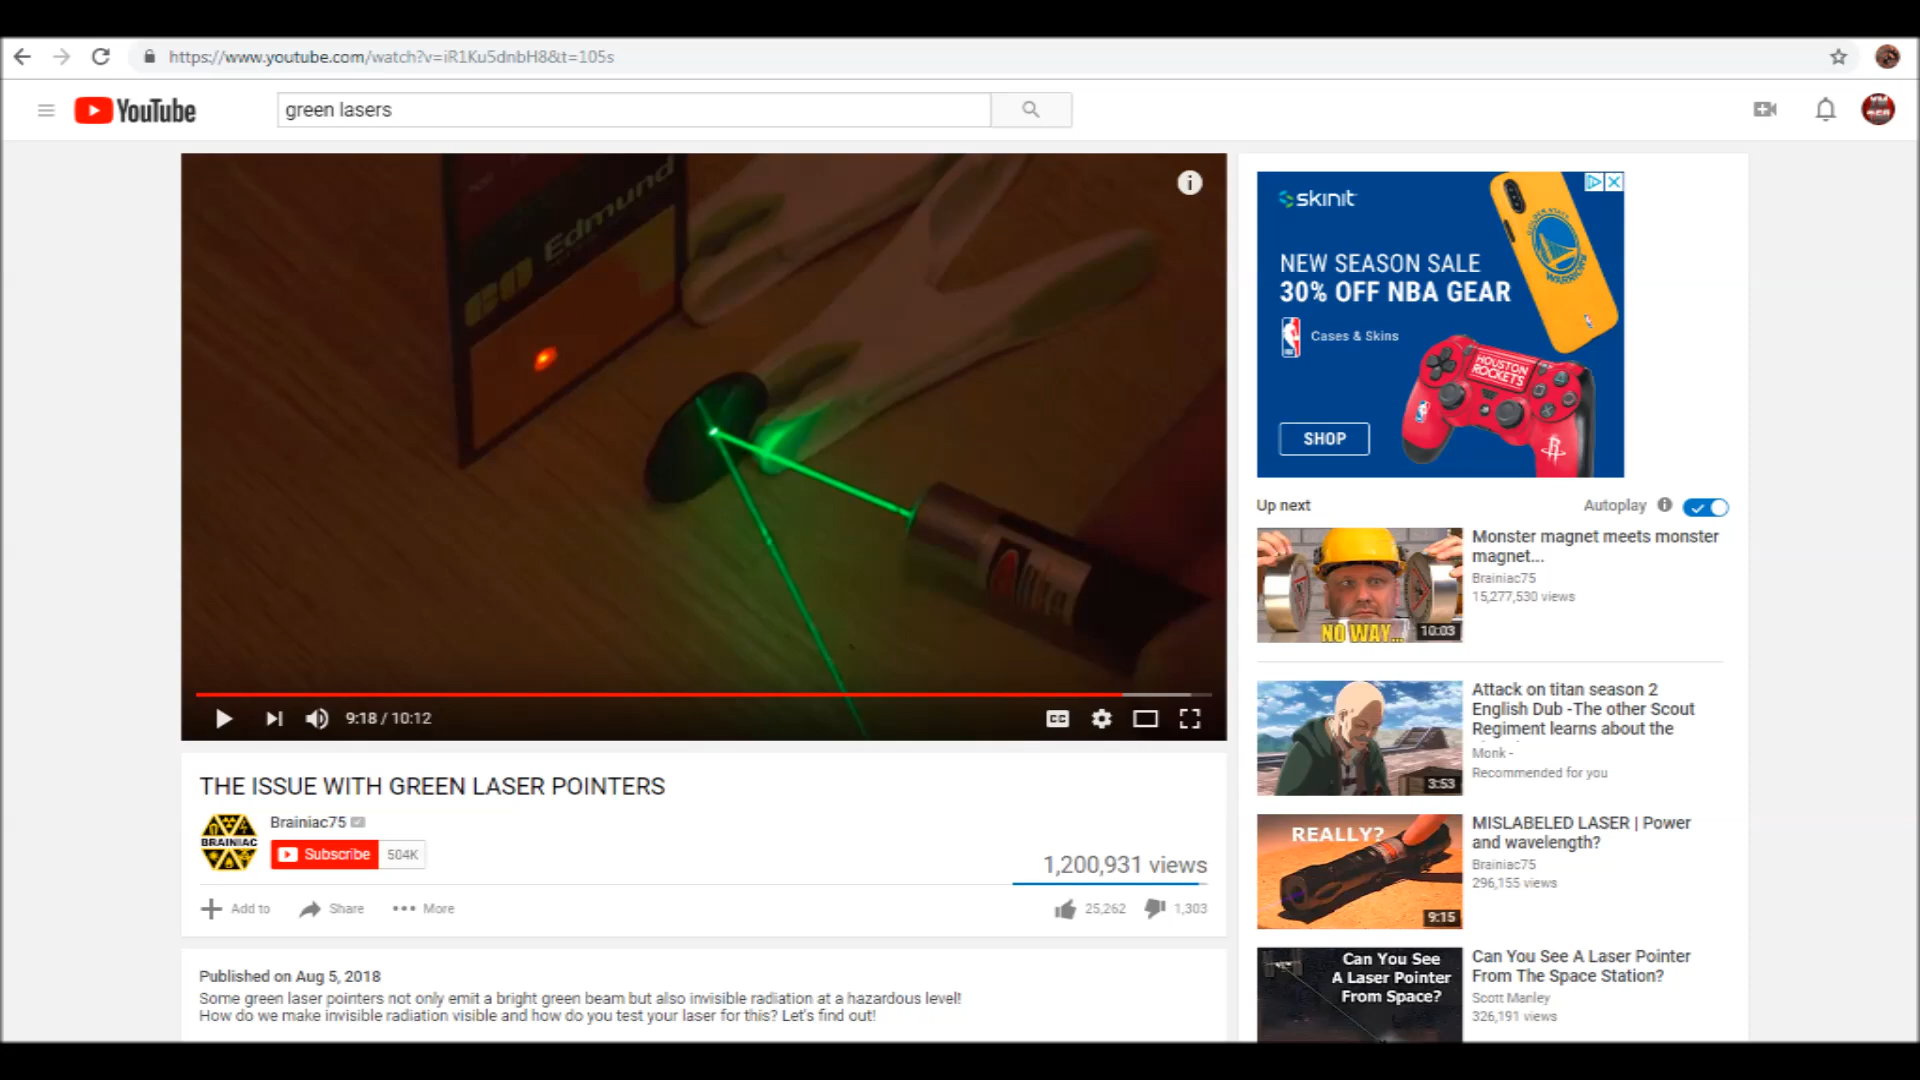 https://www.youtube.com/watch?v=iR1Ku5dnbH8&t=105s
YouTube
green lasers
Edmund
CO
skinit
NEW SEASON SALE
30% OFF NBA GEAR
Cases & Skins
SHOP
GOLDEN STATE
WARRIORS
HOUSTON
ROCKETS
9:18 / 10:12
CC
THE ISSUE WITH GREEN LASER POINTERS
BRAINIAC
Brainiac75
Subscribe 504K
1,200,931 views
Add to Share More
25,262 1,303
Published on Aug 5, 2018
Some green laser pointers not only emit a bright green beam but also invisible radiation at a hazardous level!
How do we make invisible radiation visible and how do you test your laser for this? Let's find out!
Up next
Autoplay
NO WAY...
10:03
Monster magnet meets monster
magnet...
Brainiac75
15,277,530 views
3:53
Attack on titan season 2
English Dub -The other Scout
Regiment learns about the
Monk -
Recommended for you
REALLY?
9:15
MISLABELED LASER | Power
and wavelength?
Brainiac75
296,155 views
Can You See
A Laser Pointer
From Space?
Can You See A Laser Pointer
From The Space Station?
Scott Manley
326,191 views